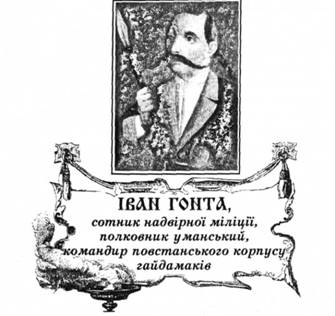 ІВАН ГОНТА,
сотник надвірної міліції,
полковник уманський,
командир повстанського корпусу
гайдамаків